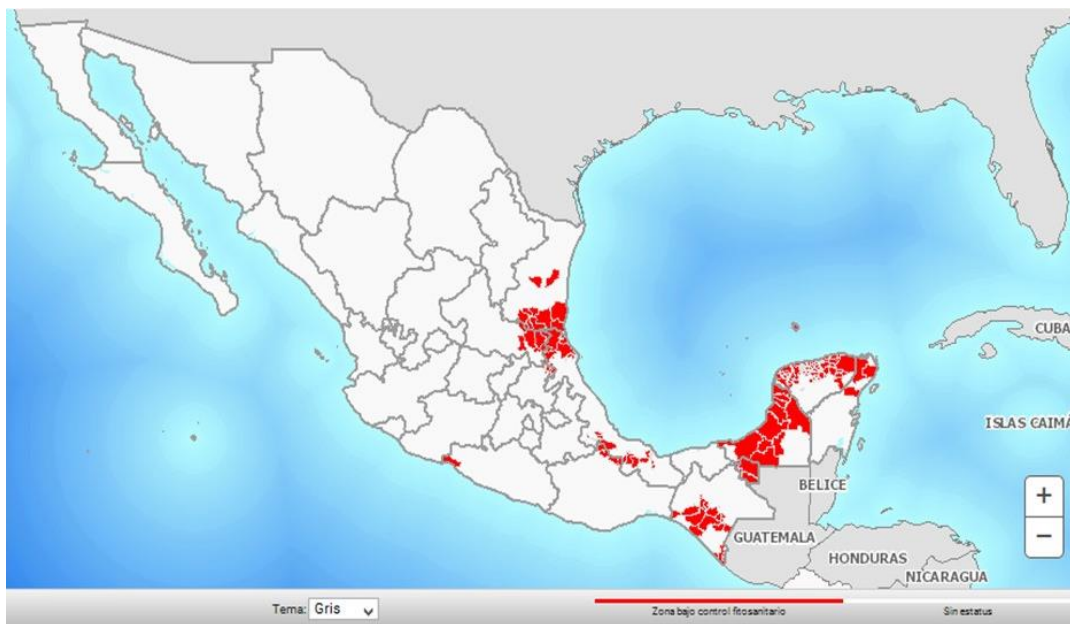 CUBA
ISLAS CAIMÁ
BELICE
GUATEMALA
HONDURAS
NICARAGUA
+
−
Tema: Gris
Zona bajo control fitosanitario
Sin estatus